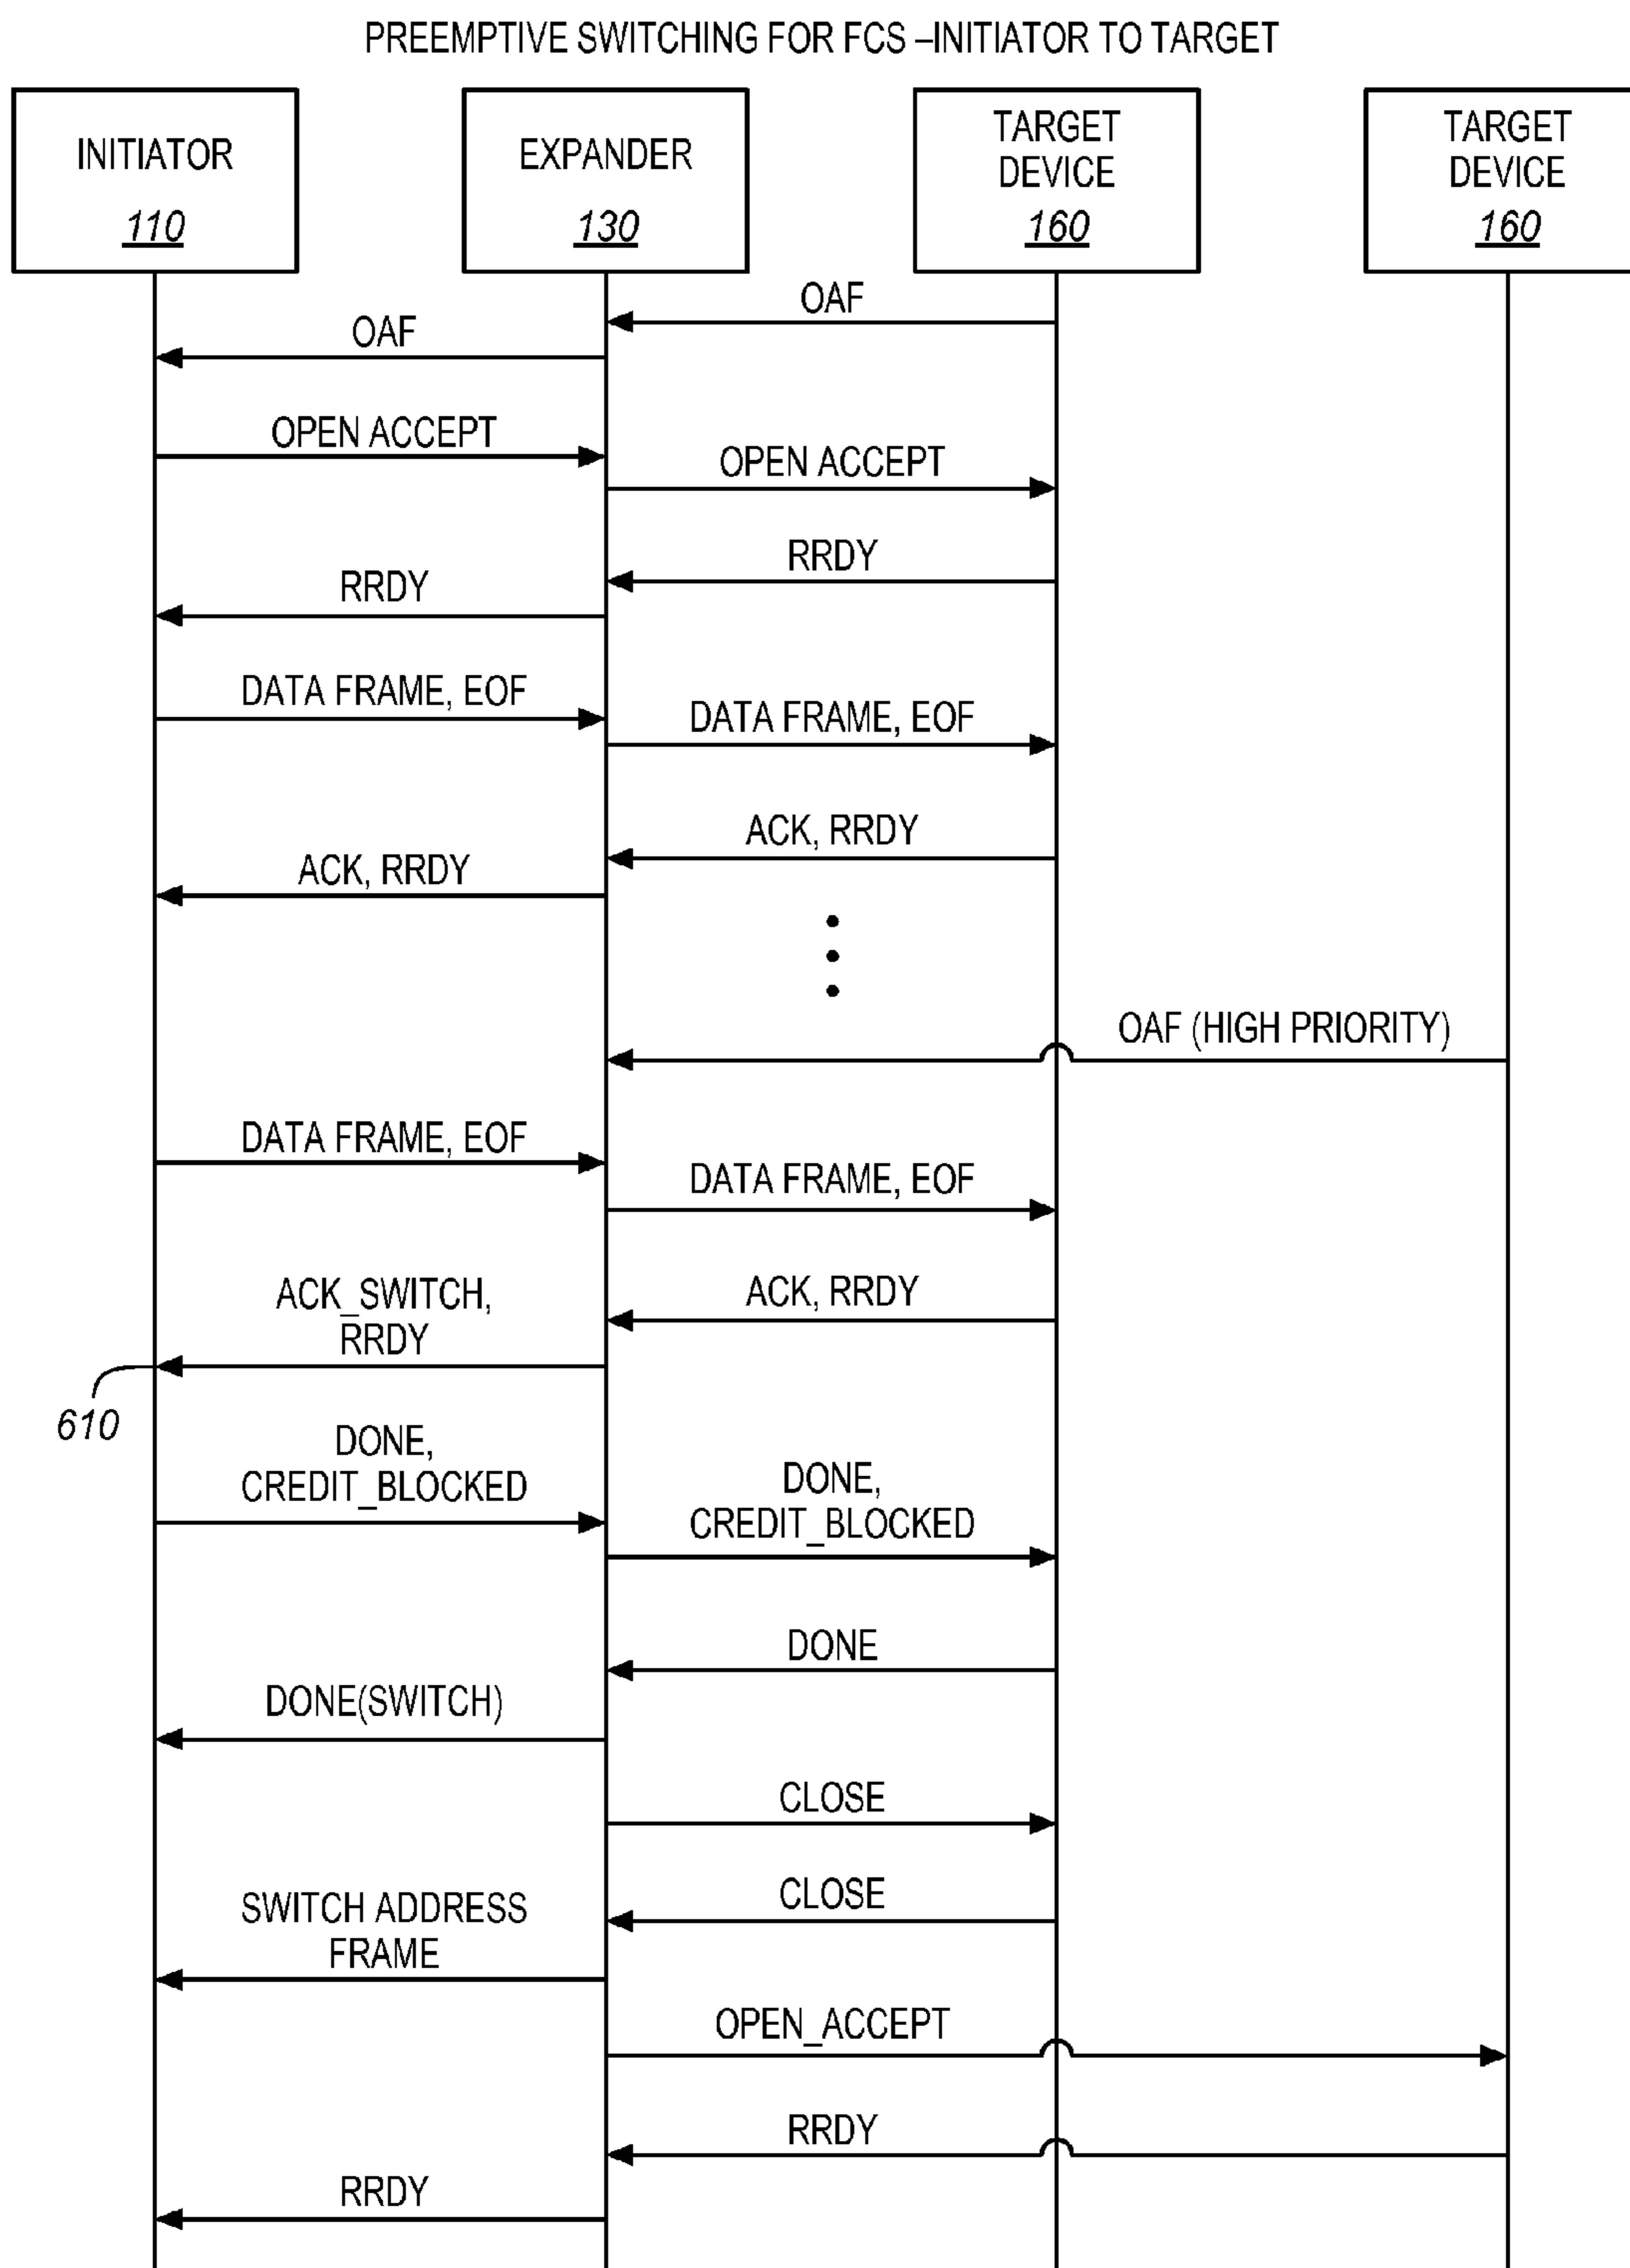 PREEMPTIVE SWITCHING FOR FCS –INITIATOR TO TARGET
INITIATOR
110
EXPANDER
130
TARGET
DEVICE
160
TARGET
DEVICE
160
OAF
OAF
OPEN ACCEPT
OPEN ACCEPT
RRDY
RRDY
DATA FRAME, EOF
DATA FRAME, EOF
ACK, RRDY
ACK, RRDY
OAF (HIGH PRIORITY)
DATA FRAME, EOF
DATA FRAME, EOF
ACK, RRDY
ACK_SWITCH,
RRDY
610
DONE,
CREDIT_BLOCKED
DONE,
CREDIT_BLOCKED
DONE
DONE(SWITCH)
CLOSE
CLOSE
SWITCH ADDRESS
FRAME
OPEN_ACCEPT
RRDY
RRDY